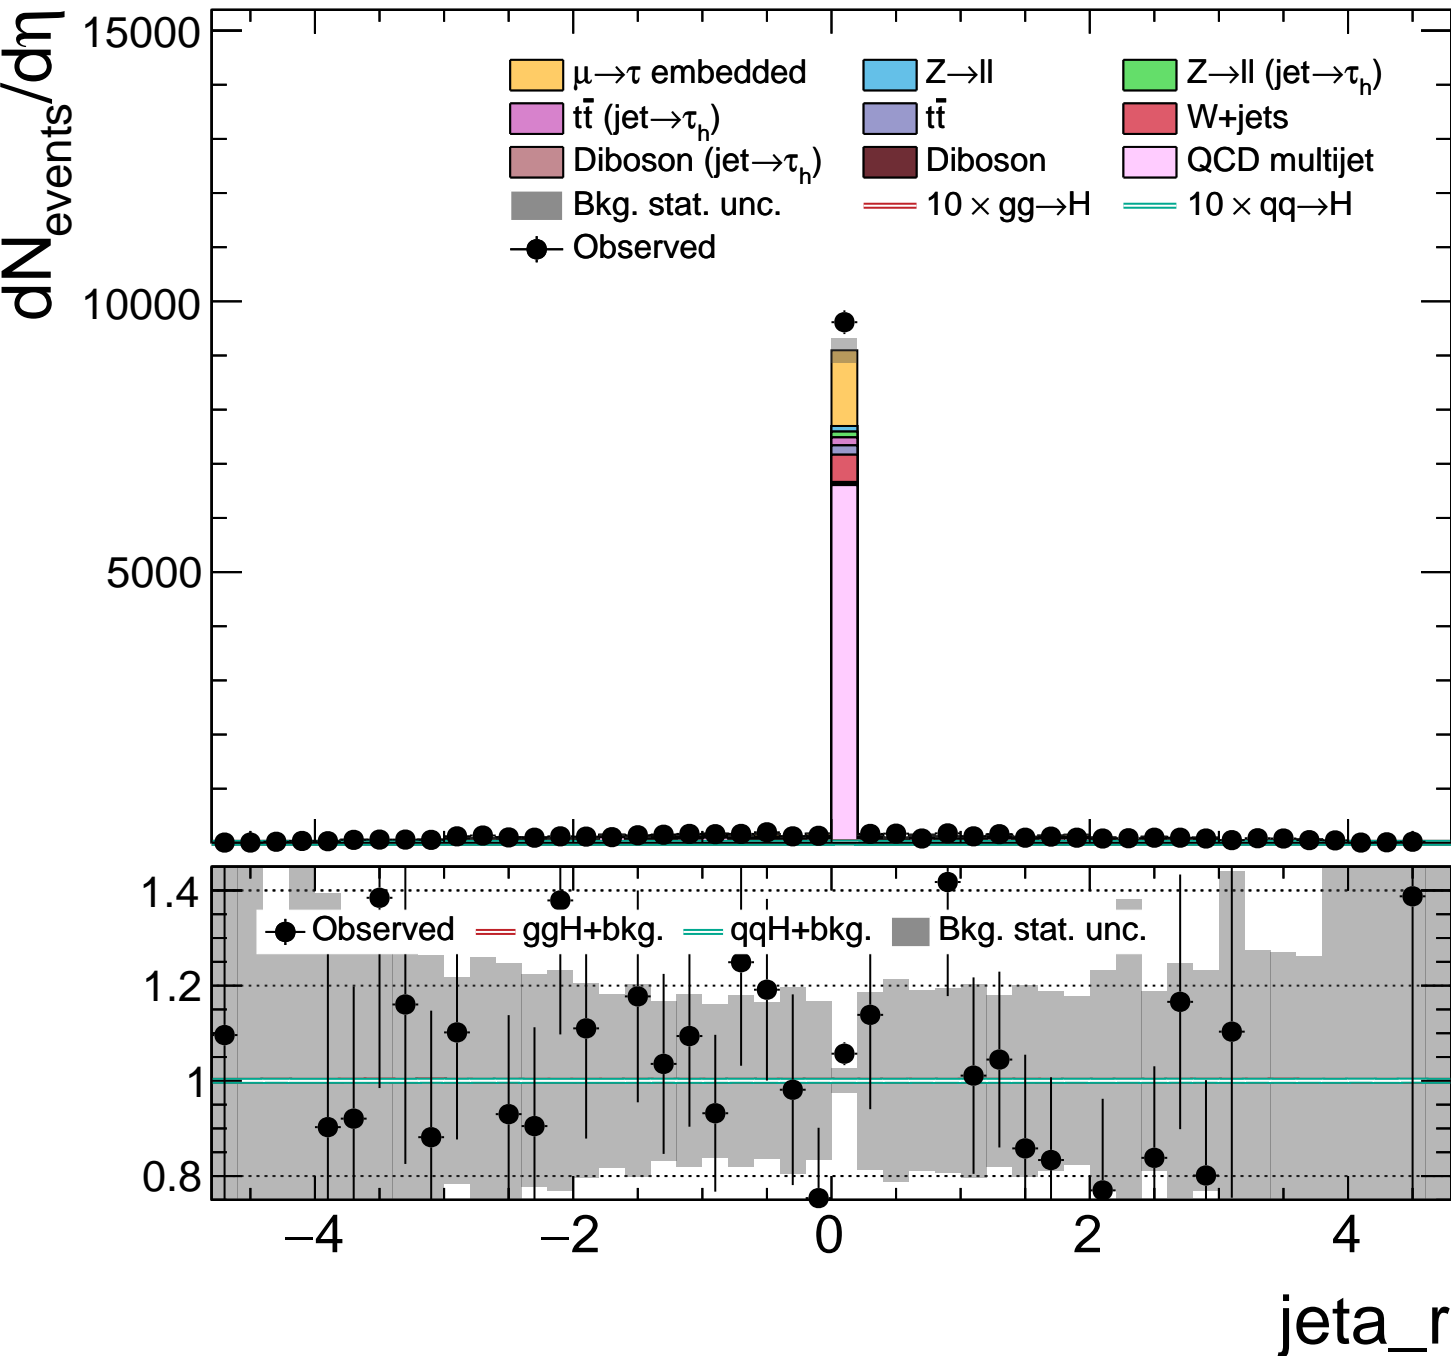 dN_events/dη
15000
10000
5000
μ→τ embedded
Z→ll
Z→ll (jet→τ_h)
tt̄ (jet→τ_h)
tt̄
W+jets
Diboson (jet→τ_h)
Diboson
QCD multijet
Bkg. stat. unc.
10 × gg→H
10 × qq→H
Observed
1.4
1.2
1
0.8
Observed
ggH+bkg.
qqH+bkg.
Bkg. stat. unc.
−4 −2 0 2 4
jeta_r